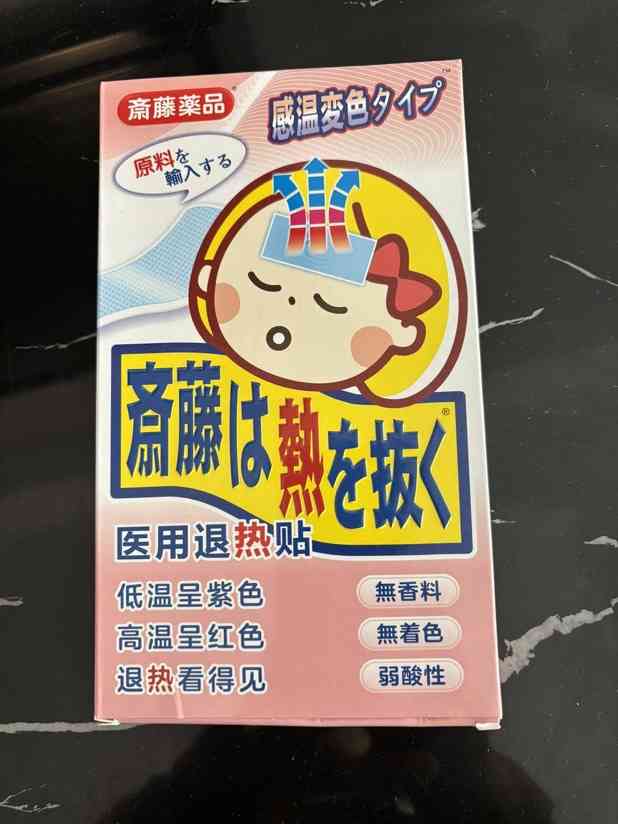 斎藤薬品®
感温変色タイプ™
原料を
輸入する
斎藤は熱を抜く®
医用退热贴
低温呈紫色
無香料
高温呈红色
無着色
退热看得见
弱酸性